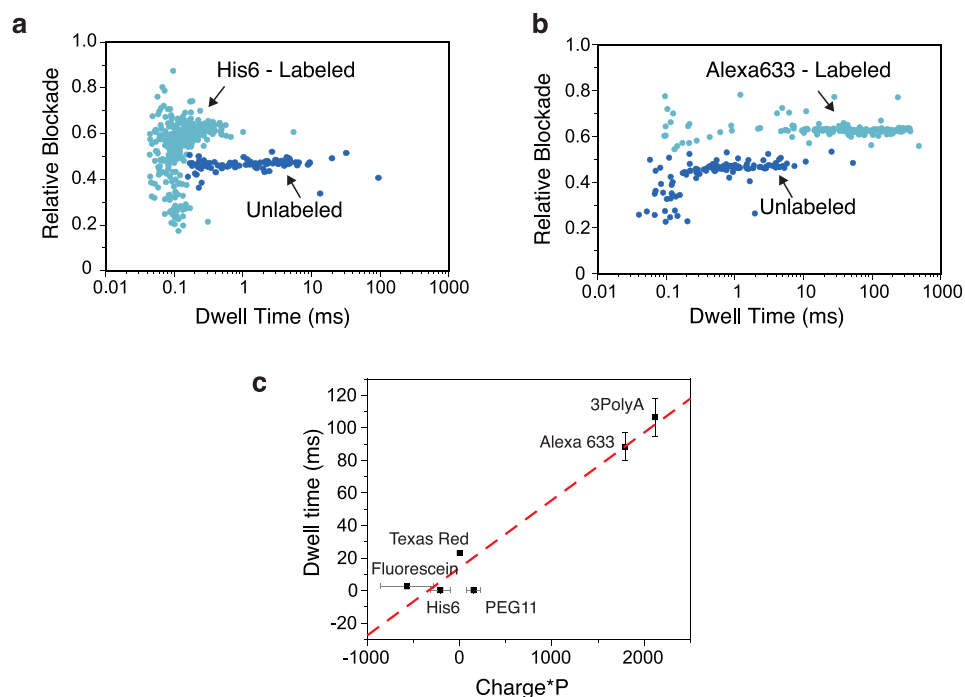 a
1.0
0.8
0.6
0.4
0.2
0
Relative Blockade
His6 - Labeled
Unlabeled
0.01
0.1
1
10
100
1000
Dwell Time (ms)
b
1.0
0.8
0.6
0.4
0.2
0
Relative Blockade
Alexa633 - Labeled
Unlabeled
0.01
0.1
1
10
100
1000
Dwell Time (ms)
c
120
100
80
60
40
20
0
-20
Dwell time (ms)
3PolyA
Alexa 633
Texas Red
Fluorescein
His6
PEG11
-1000
0
1000
2000
Charge*P